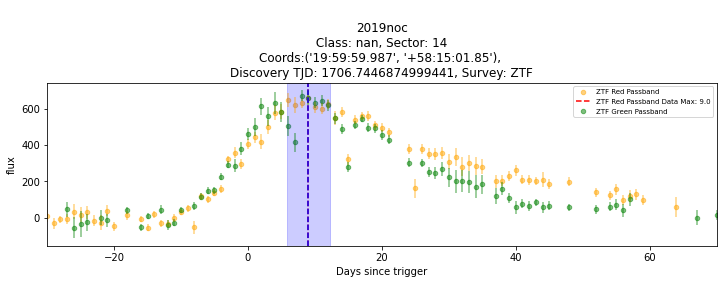 2019noc
Class: nan, Sector: 14
Coords:('19:59:59.987', '+58:15:01.85'),
Discovery TJD: 1706.7446874999441, Survey: ZTF
ZTF Red Passband
ZTF Red Passband Data Max: 9.0
ZTF Green Passband
flux
600
400
200
0
−20
0
20
40
60
Days since trigger